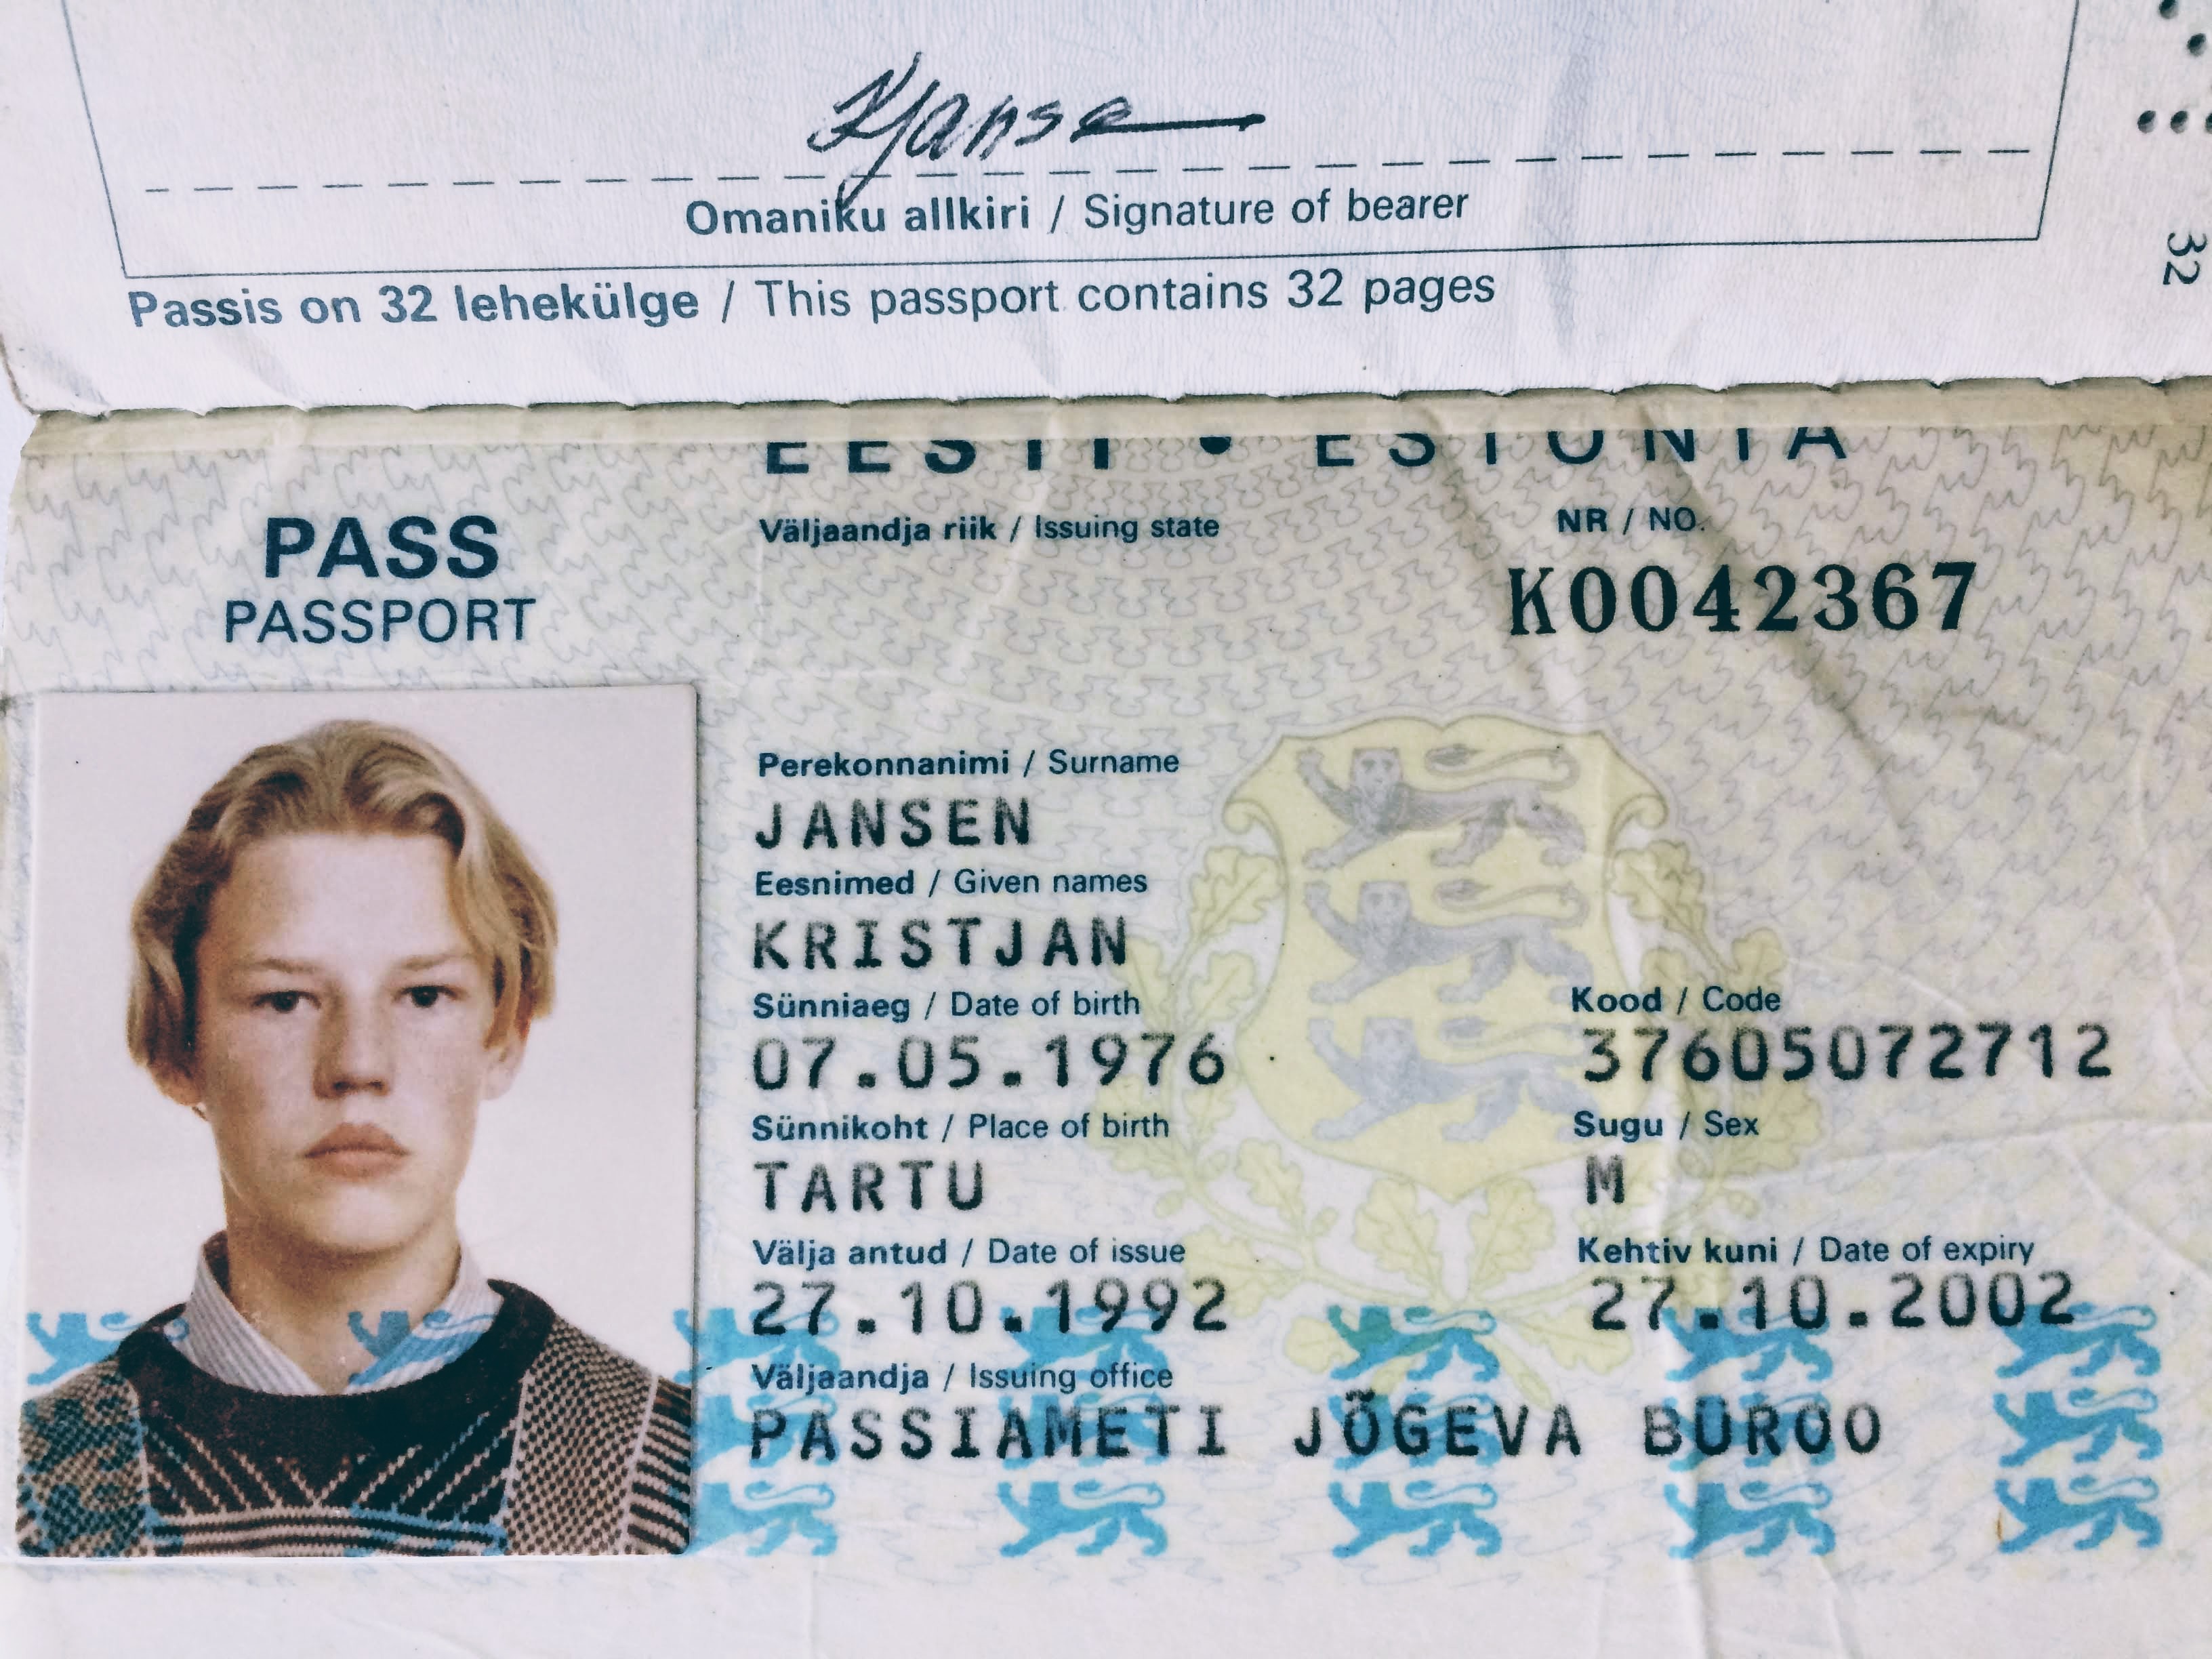 Kjanse
Omaniku allkiri / Signature of bearer
Passis on 32 lehekülge / This passport contains 32 pages
32
EESTI • ESTONIA
PASS
PASSPORT
Väljaandja riik / Issuing state
NR / NO.
K0042367
Perekonnanimi / Surname
JANSEN
Eesnimed / Given names
KRISTJAN
Sünniaeg / Date of birth
07.05.1976
Kood / Code
37605072712
Sünnikoht / Place of birth
TARTU
Sugu / Sex
M
Välja antud / Date of issue
27.10.1992
Kehtiv kuni / Date of expiry
27.10.2002
Väljaandja / Issuing office
PASSIAMETI JÕGEVA BUROO